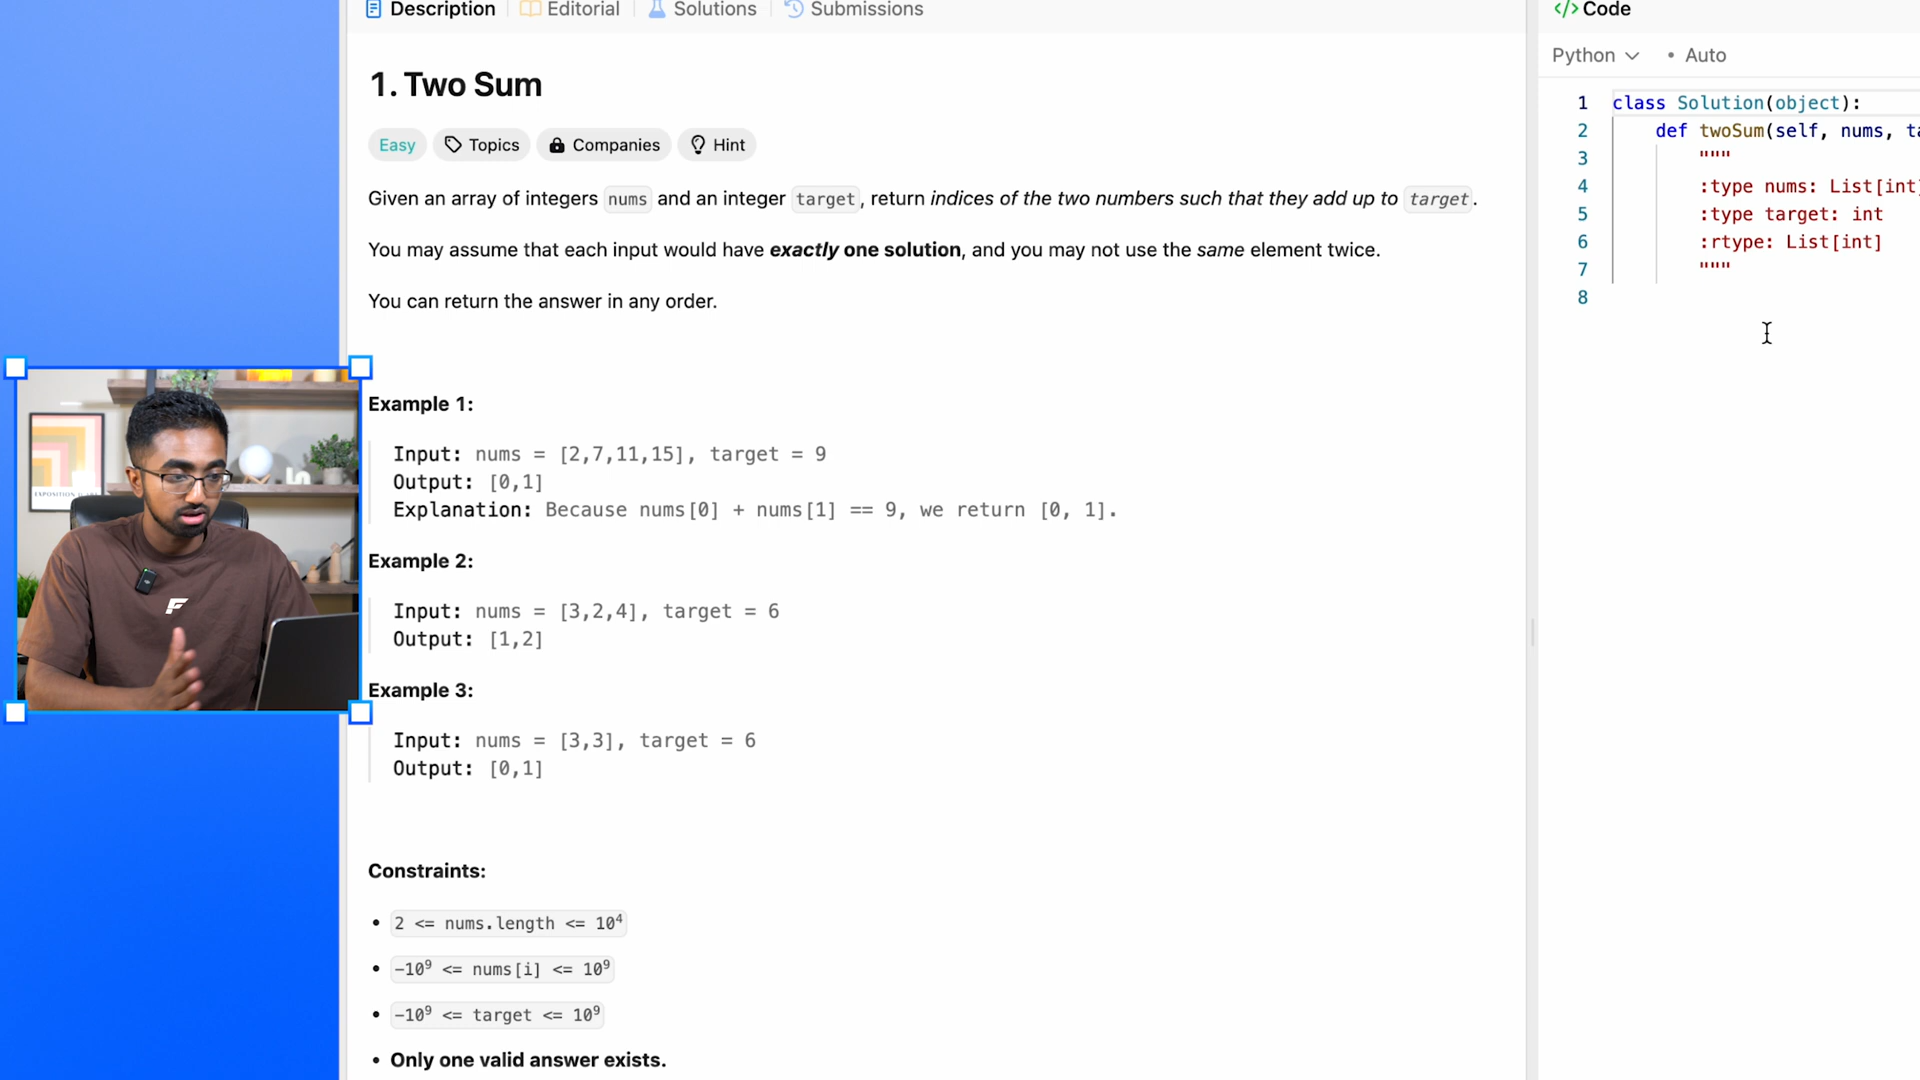 Description
Editorial
Solutions
Submissions
</> Code
Python
• Auto
1. Two Sum
Easy
Topics
Companies
Hint
Given an array of integers nums and an integer target, return indices of the two numbers such that they add up to target.
You may assume that each input would have exactly one solution, and you may not use the same element twice.
You can return the answer in any order.
Example 1:
Input: nums = [2,7,11,15], target = 9
Output: [0,1]
Explanation: Because nums[0] + nums[1] == 9, we return [0, 1].
Example 2:
Input: nums = [3,2,4], target = 6
Output: [1,2]
Example 3:
Input: nums = [3,3], target = 6
Output: [0,1]
Constraints:
• 2 <= nums.length <= 10⁴
• -10⁹ <= nums[i] <= 10⁹
• -10⁹ <= target <= 10⁹
• Only one valid answer exists.
1 class Solution(object):
2 def twoSum(self, nums, ta
3 """
4 :type nums: List[int]
5 :type target: int
6 :rtype: List[int]
7 """
8